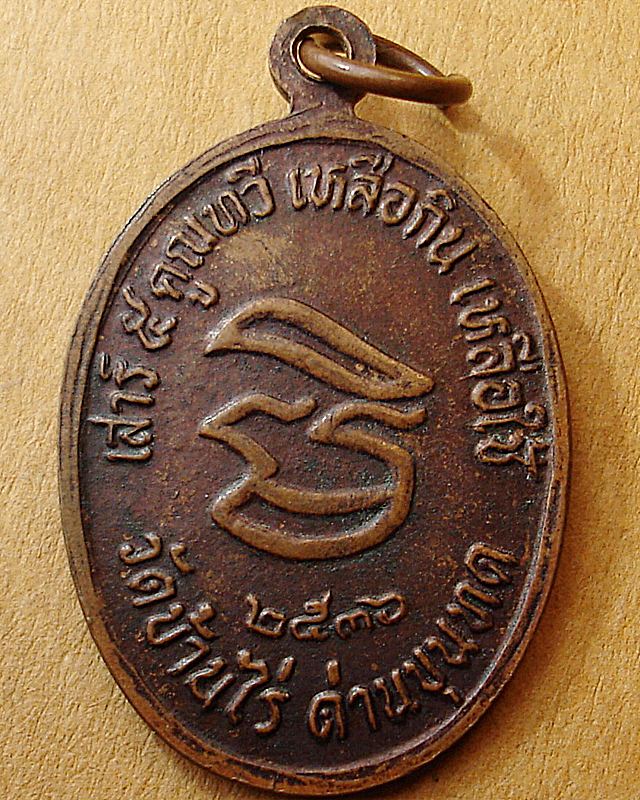 เสาร์ ๕ คูณทวี เหลือกิน เหลือใช้
๒๕๓๖
วัดบ้านไร่ ด่านขุนทด